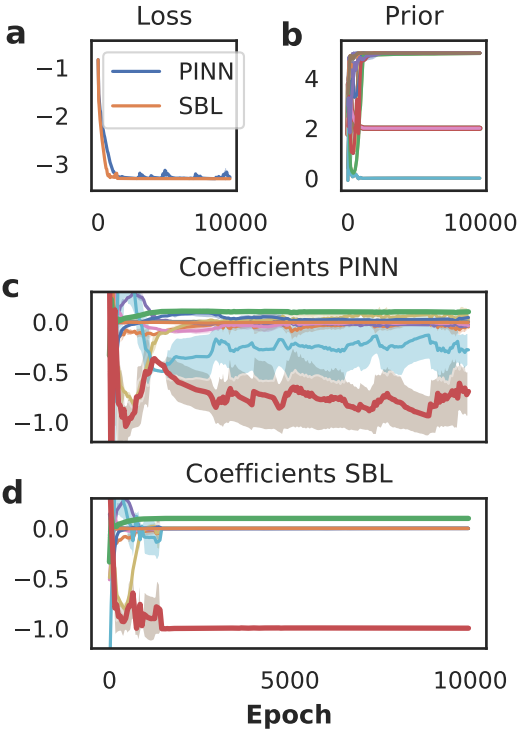 a
Loss
−1
−2
−3
PINN
SBL
0
10000
b
Prior
4
2
0
0
10000
c
Coefficients PINN
0.0
−0.5
−1.0
d
Coefficients SBL
0.0
−0.5
−1.0
0
5000
10000
Epoch